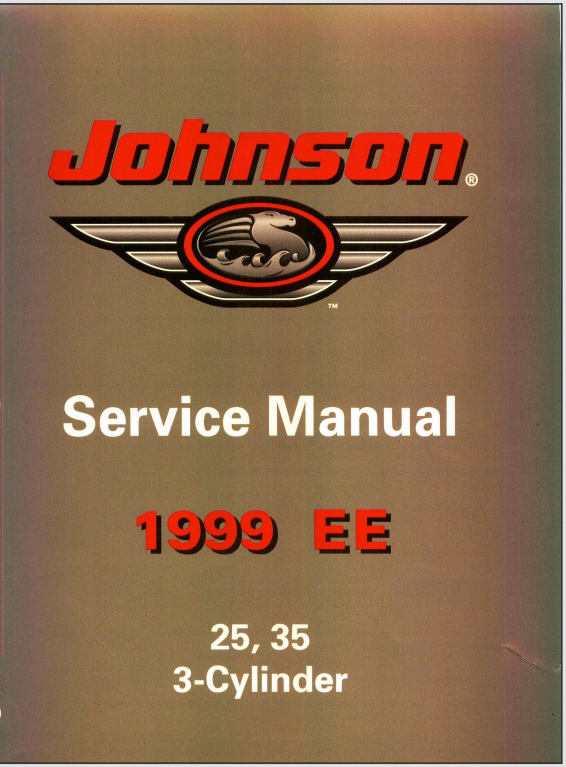 Johnson®
™
Service Manual
1999 EE
25, 35
3-Cylinder